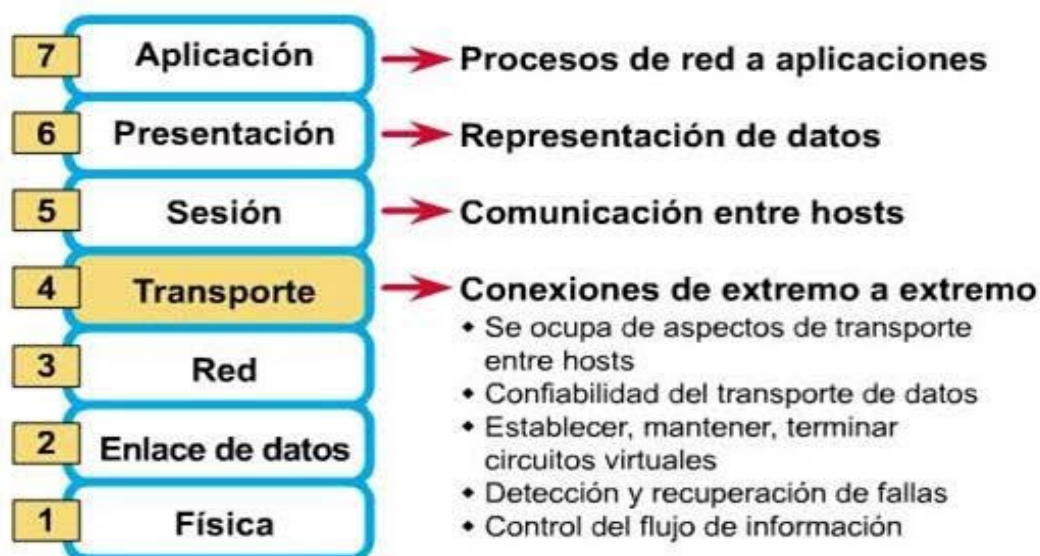 7 Aplicación Procesos de red a aplicaciones
6 Presentación Representación de datos
5 Sesión Comunicación entre hosts
4 Transporte Conexiones de extremo a extremo
• Se ocupa de aspectos de transporte
entre hosts
3 Red
• Confiabilidad del transporte de datos
• Establecer, mantener, terminar
circuitos virtuales
2 Enlace de datos
• Detección y recuperación de fallas
1 Física
• Control del flujo de información